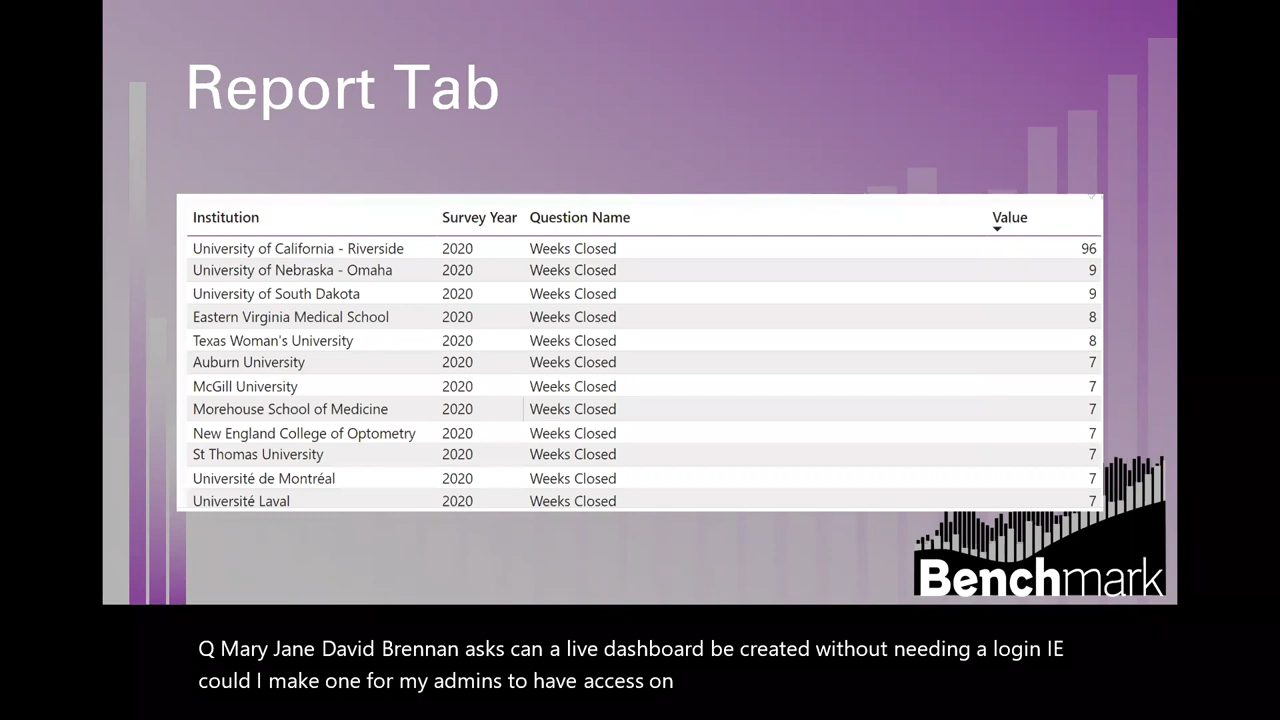 Report Tab
Institution Survey Year Question Name Value
University of California - Riverside 2020 Weeks Closed 96
University of Nebraska - Omaha 2020 Weeks Closed 9
University of South Dakota 2020 Weeks Closed 9
Eastern Virginia Medical School 2020 Weeks Closed 8
Texas Woman's University 2020 Weeks Closed 8
Auburn University 2020 Weeks Closed 7
McGill University 2020 Weeks Closed 7
Morehouse School of Medicine 2020 Weeks Closed 7
New England College of Optometry 2020 Weeks Closed 7
St Thomas University 2020 Weeks Closed 7
Université de Montréal 2020 Weeks Closed 7
Université Laval 2020 Weeks Closed 7
Benchmark
Q Mary Jane David Brennan asks can a live dashboard be created without needing a login IE
could I make one for my admins to have access on